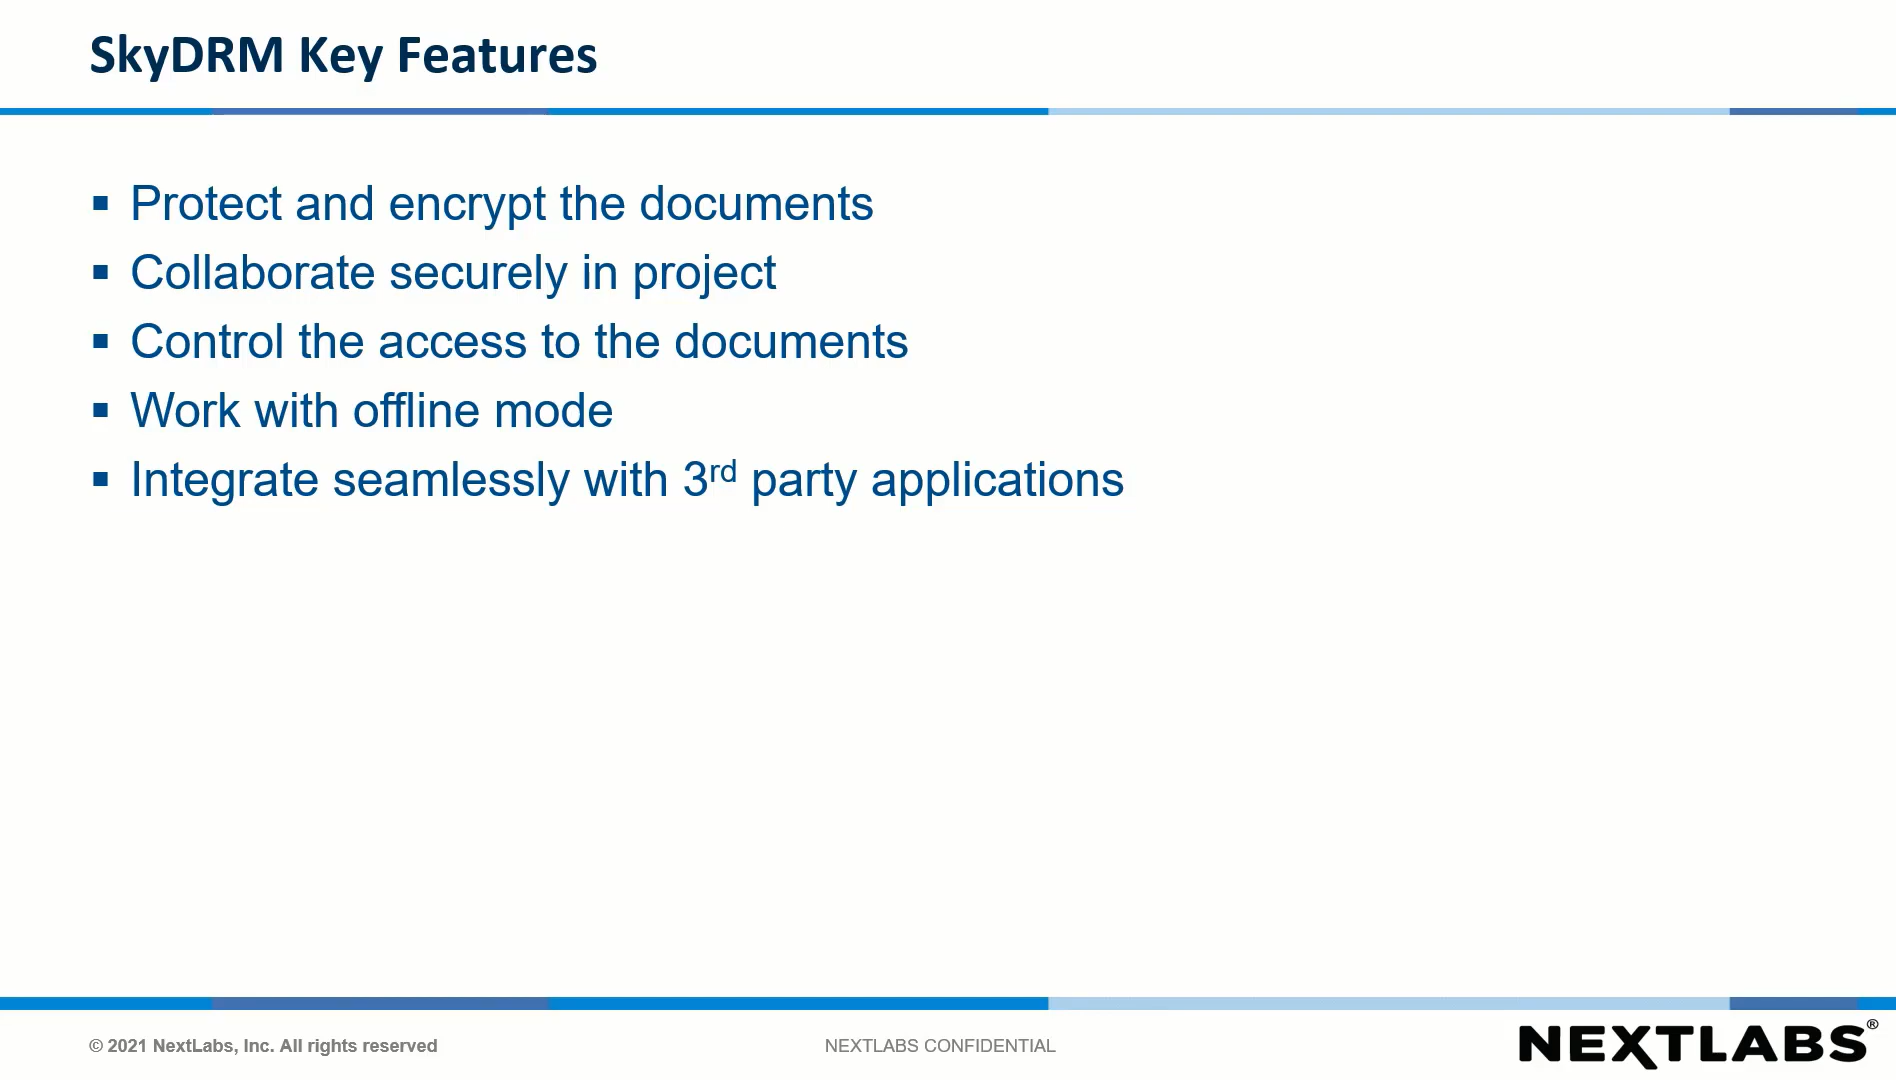 SkyDRM Key Features
▪ Protect and encrypt the documents
▪ Collaborate securely in project
▪ Control the access to the documents
▪ Work with offline mode
▪ Integrate seamlessly with 3rd party applications
© 2021 NextLabs, Inc. All rights reserved
NEXTLABS CONFIDENTIAL
NEXTLABS®